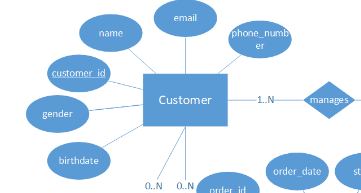 email
name
phone_numb
er
customer_id
Customer
1..N
manages
gender
birthdate
order_date
0..N
0..N
order_id